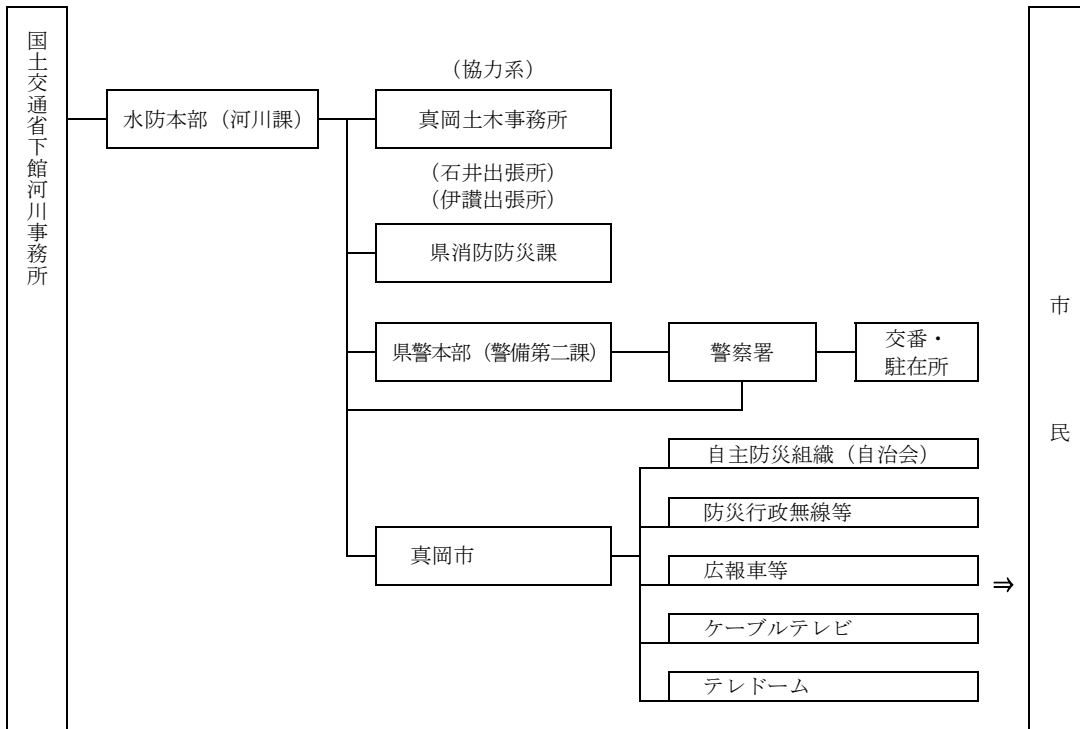 国土交通省下館河川事務所
水防本部（河川課）
（協力系）
真岡土木事務所
（石井出張所）
（伊讃出張所）
県消防防災課
県警本部（警備第二課）
警察署
交番・
駐在所
真岡市
自主防災組織（自治会）
防災行政無線等
広報車等
ケーブルテレビ
テレドーム
⇒
市民